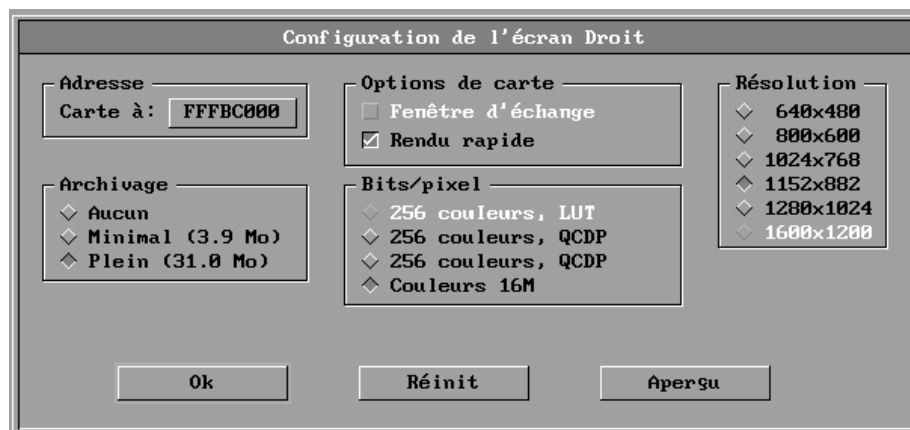 Configuration de l'écran Droit
Adresse
Carte à: FFFBC000
Options de carte
Fenêtre d'échange
Rendu rapide
Résolution
640x480
800x600
1024x768
1152x882
1280x1024
1600x1200
Archivage
Aucun
Minimal (3.9 Mo)
Plein (31.0 Mo)
Bits/pixel
256 couleurs, LUT
256 couleurs, QCDP
256 couleurs, QCDP
Couleurs 16M
Ok
Réinit
Aperçu